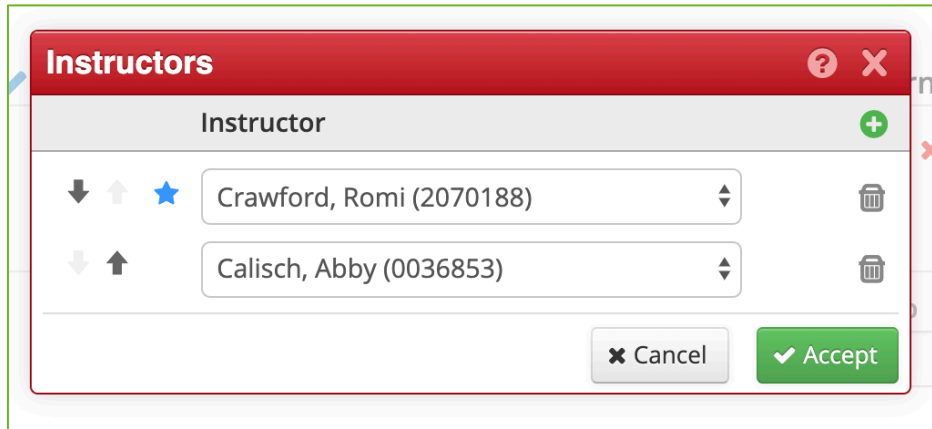 Instructors
Instructor
Crawford, Romi (2070188)
Calisch, Abby (0036853)
Cancel
Accept